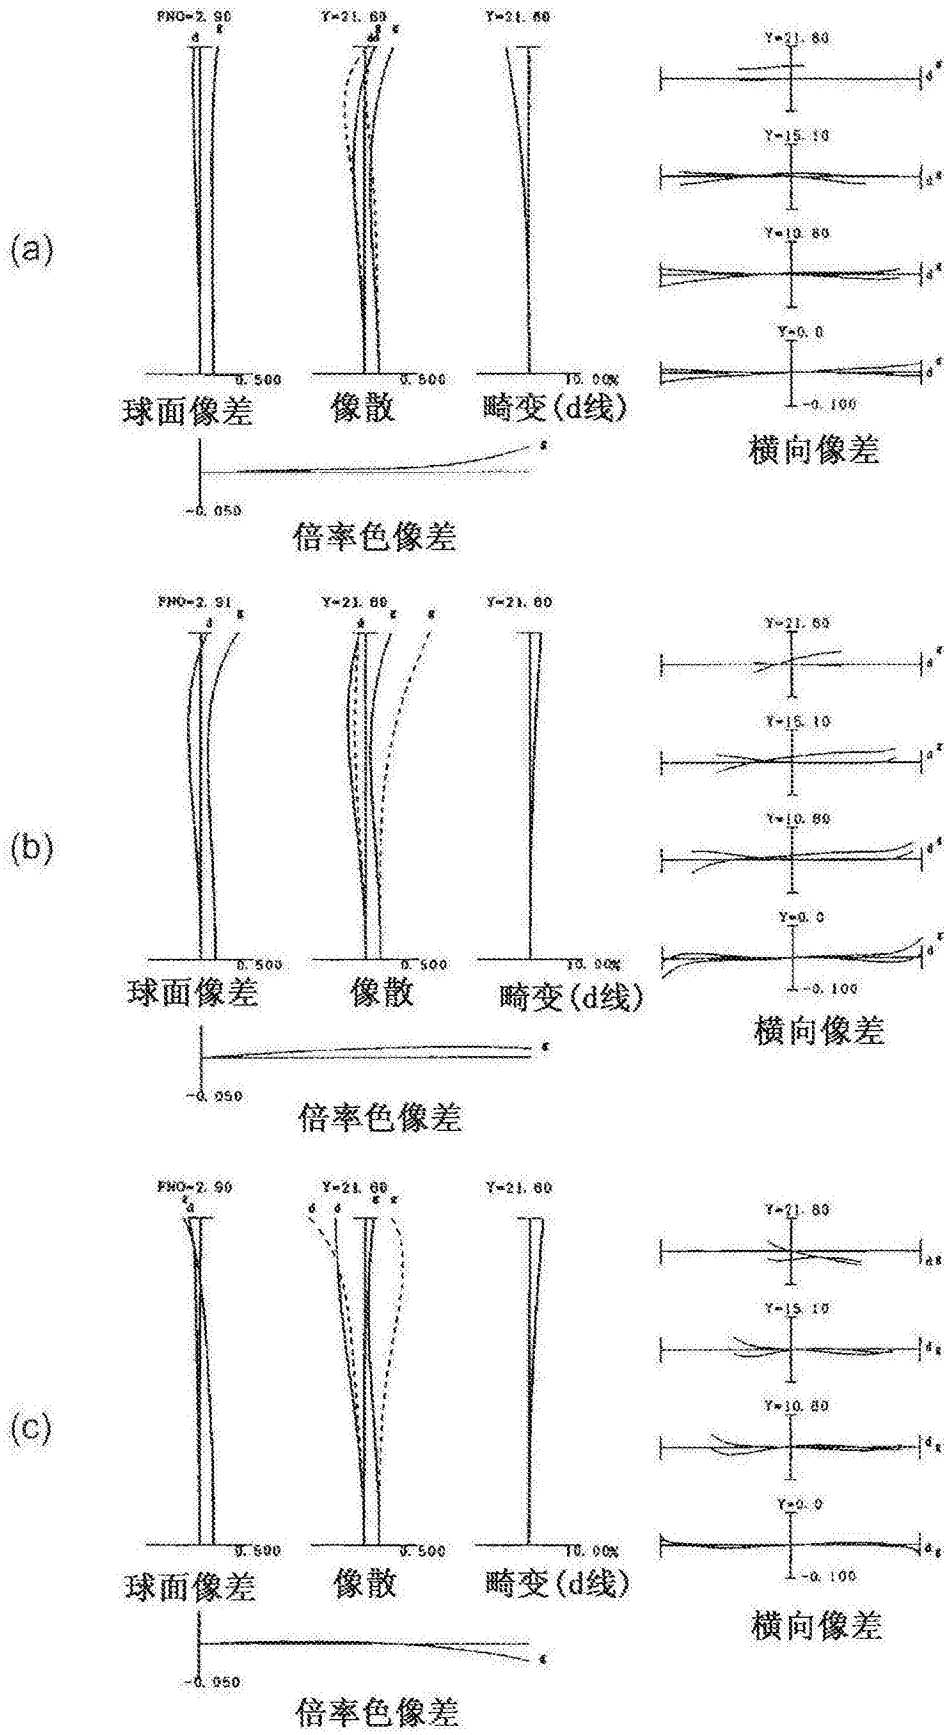 (a)
FNO=2.90
d g
0.500
球面像差
Y=21.60
dd g g
0.500
像散
Y=21.60
10.00%
畸变(d线)
Y=21.60
d g
Y=15.10
d g
Y=10.80
d g
Y=0.0
d g
-0.100
横向像差
g
-0.050
倍率色像差
(b)
FNO=2.91
d g
0.500
球面像差
Y=21.60
d g g
0.500
像散
Y=21.60
10.00%
畸变(d线)
Y=21.60
d g
Y=15.10
d g
Y=10.80
d g
Y=0.0
d g
-0.100
横向像差
g
-0.050
倍率色像差
(c)
FNO=2.90
g
d
0.500
球面像差
Y=21.60
d d g g
0.500
像散
Y=21.60
10.00%
畸变(d线)
Y=21.60
d g
Y=15.10
d g
Y=10.80
d g
Y=0.0
d g
-0.100
横向像差
g
-0.050
倍率色像差